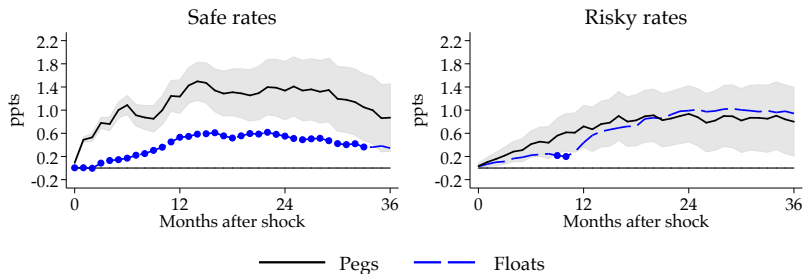 Safe rates
Risky rates
ppts
2.2
1.8
1.4
1.0
0.6
0.2
-0.2
0
12
24
36
Months after shock
ppts
2.2
1.8
1.4
1.0
0.6
0.2
-0.2
0
12
24
36
Months after shock
Pegs
Floats